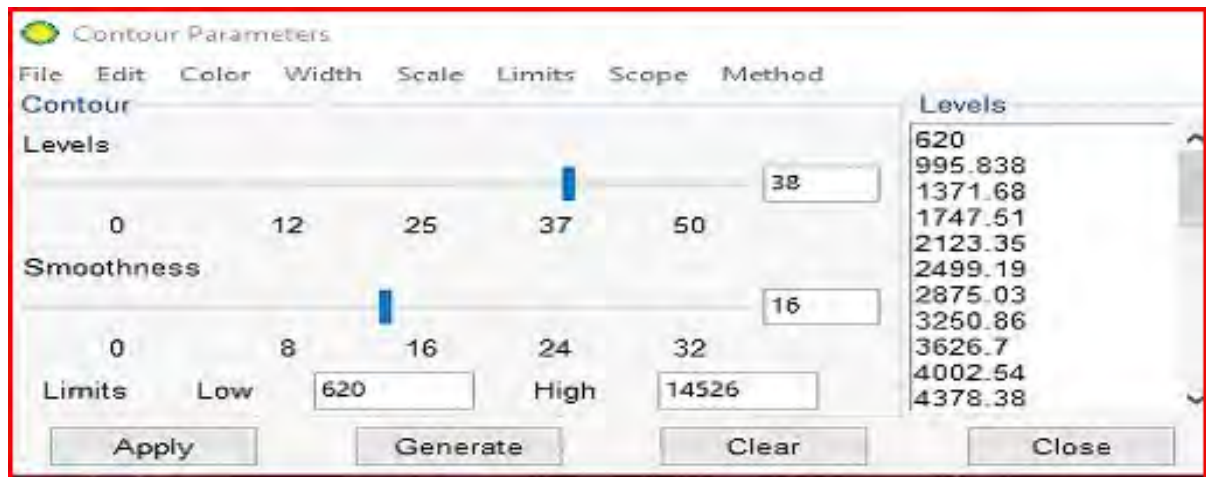 Contour Parameters
File Edit Color Width Scale Limits Scope Method
Contour
Levels
38
0 12 25 37 50
Smoothness
16
0 8 16 24 32
Limits Low 620 High 14526
Apply Generate Clear Close
Levels
620
995.838
1371.68
1747.51
2123.35
2499.19
2875.03
3250.86
3626.7
4002.54
4378.38